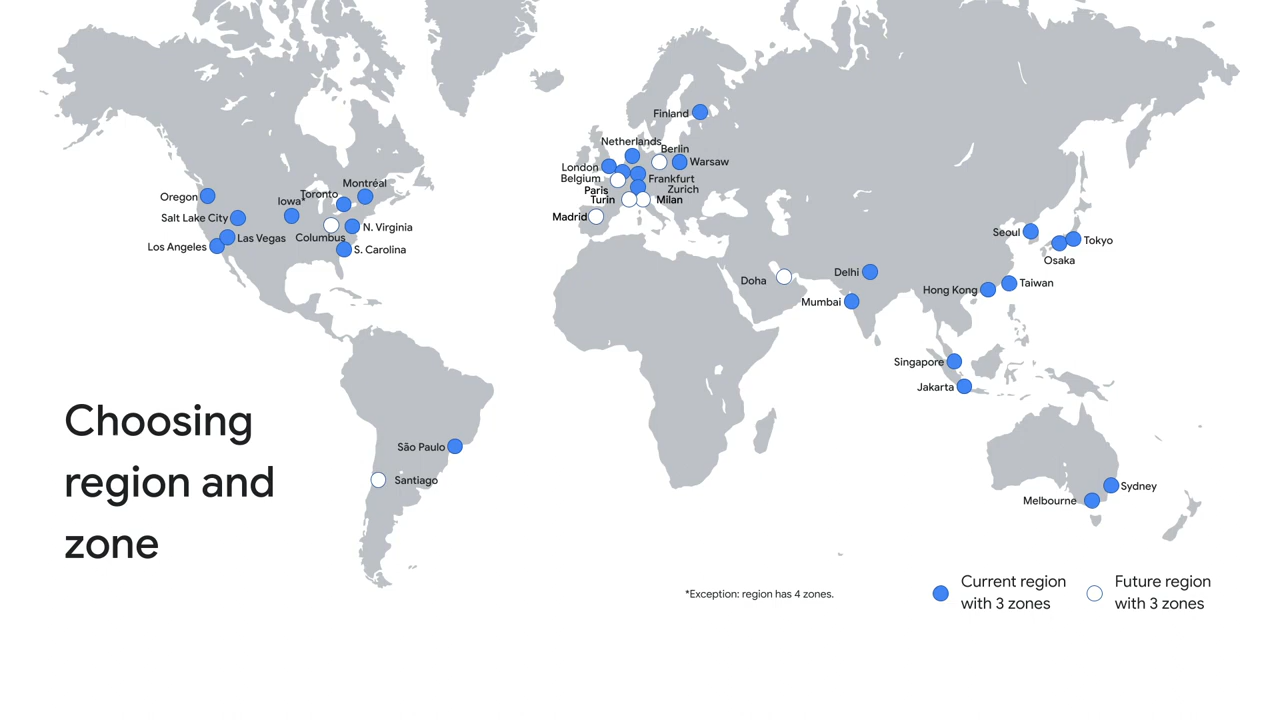 Finland
Netherlands
Berlin
Warsaw
London
Belgium
Frankfurt
Paris
Zurich
Turin
Milan
Madrid
Montréal
Toronto
Oregon
Iowa*
Salt Lake City
N. Virginia
Las Vegas
Columbus
Los Angeles
S. Carolina
Seoul
Tokyo
Osaka
Delhi
Doha
Taiwan
Hong Kong
Mumbai
Singapore
Jakarta
São Paulo
Santiago
Sydney
Melbourne
Choosing
region and
zone
*Exception: region has 4 zones.
Current region
with 3 zones
Future region
with 3 zones